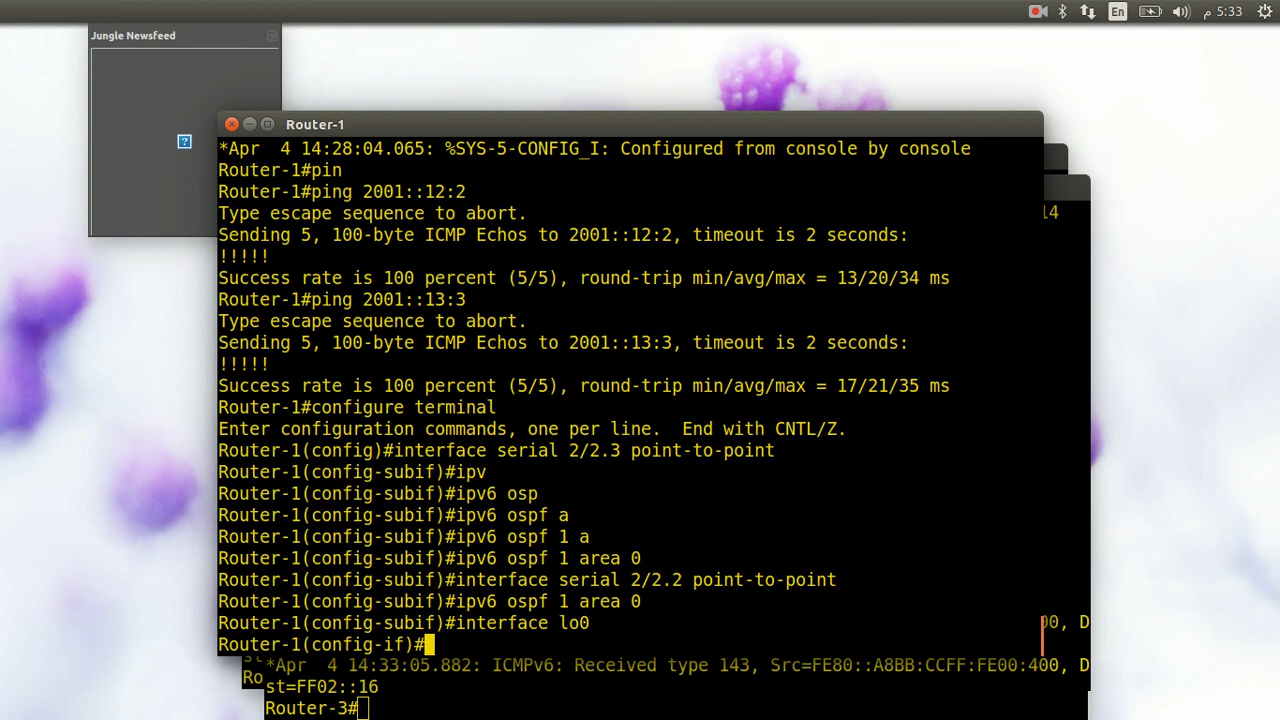 En
5:33 م
Jungle Newsfeed
Router-1
*Apr  4 14:28:04.065: %SYS-5-CONFIG_I: Configured from console by console
Router-1#pin
Router-1#ping 2001::12:2
Type escape sequence to abort.
Sending 5, 100-byte ICMP Echos to 2001::12:2, timeout is 2 seconds:
!!!!!
Success rate is 100 percent (5/5), round-trip min/avg/max = 13/20/34 ms
Router-1#ping 2001::13:3
Type escape sequence to abort.
Sending 5, 100-byte ICMP Echos to 2001::13:3, timeout is 2 seconds:
!!!!!
Success rate is 100 percent (5/5), round-trip min/avg/max = 17/21/35 ms
Router-1#configure terminal
Enter configuration commands, one per line.  End with CNTL/Z.
Router-1(config)#interface serial 2/2.3 point-to-point
Router-1(config-subif)#ipv
Router-1(config-subif)#ipv6 osp
Router-1(config-subif)#ipv6 ospf a
Router-1(config-subif)#ipv6 ospf 1 a
Router-1(config-subif)#ipv6 ospf 1 area 0
Router-1(config-subif)#interface serial 2/2.2 point-to-point
Router-1(config-subif)#ipv6 ospf 1 area 0
Router-1(config-subif)#interface lo0
Router-1(config-if)#
14
00, D
Ro
*Apr  4 14:33:05.882: ICMPv6: Received type 143, Src=FE80::A8BB:CCFF:FE00:400, D
st=FF02::16
Router-3#